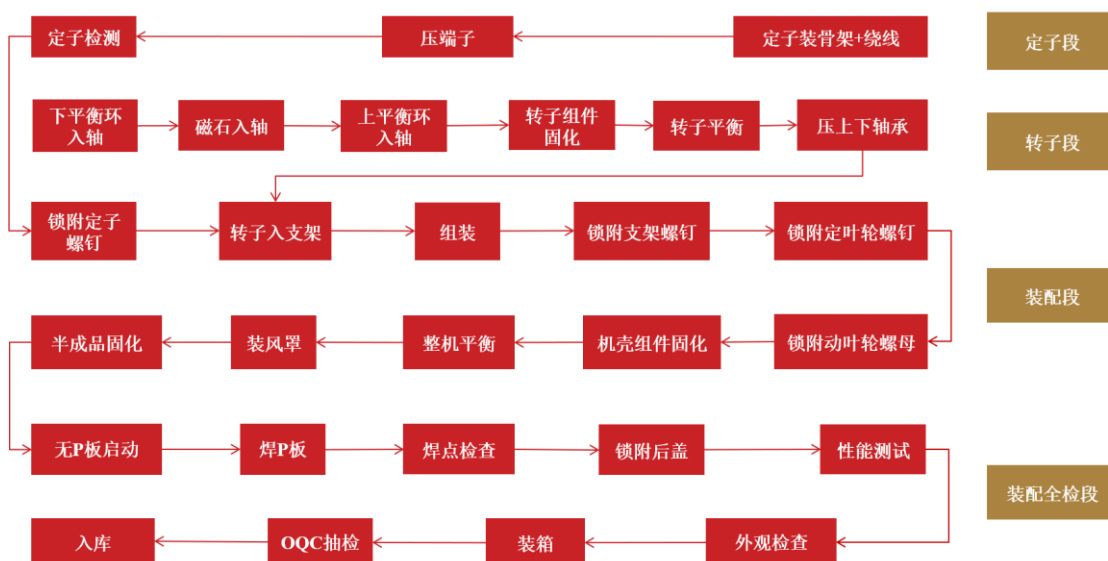 定子检测
压端子
定子装骨架+绕线
定子段
下平衡环
入轴
磁石入轴
上平衡环
入轴
转子组件
固化
转子平衡
压上下轴承
转子段
锁附定子
螺钉
转子入支架
组装
锁附支架螺钉
锁附定叶轮螺钉
装配段
半成品固化
装风罩
整机平衡
机壳组件固化
锁附动叶轮螺母
无P板启动
焊P板
焊点检查
锁附后盖
性能测试
装配全检段
入库
OQC抽检
装箱
外观检查